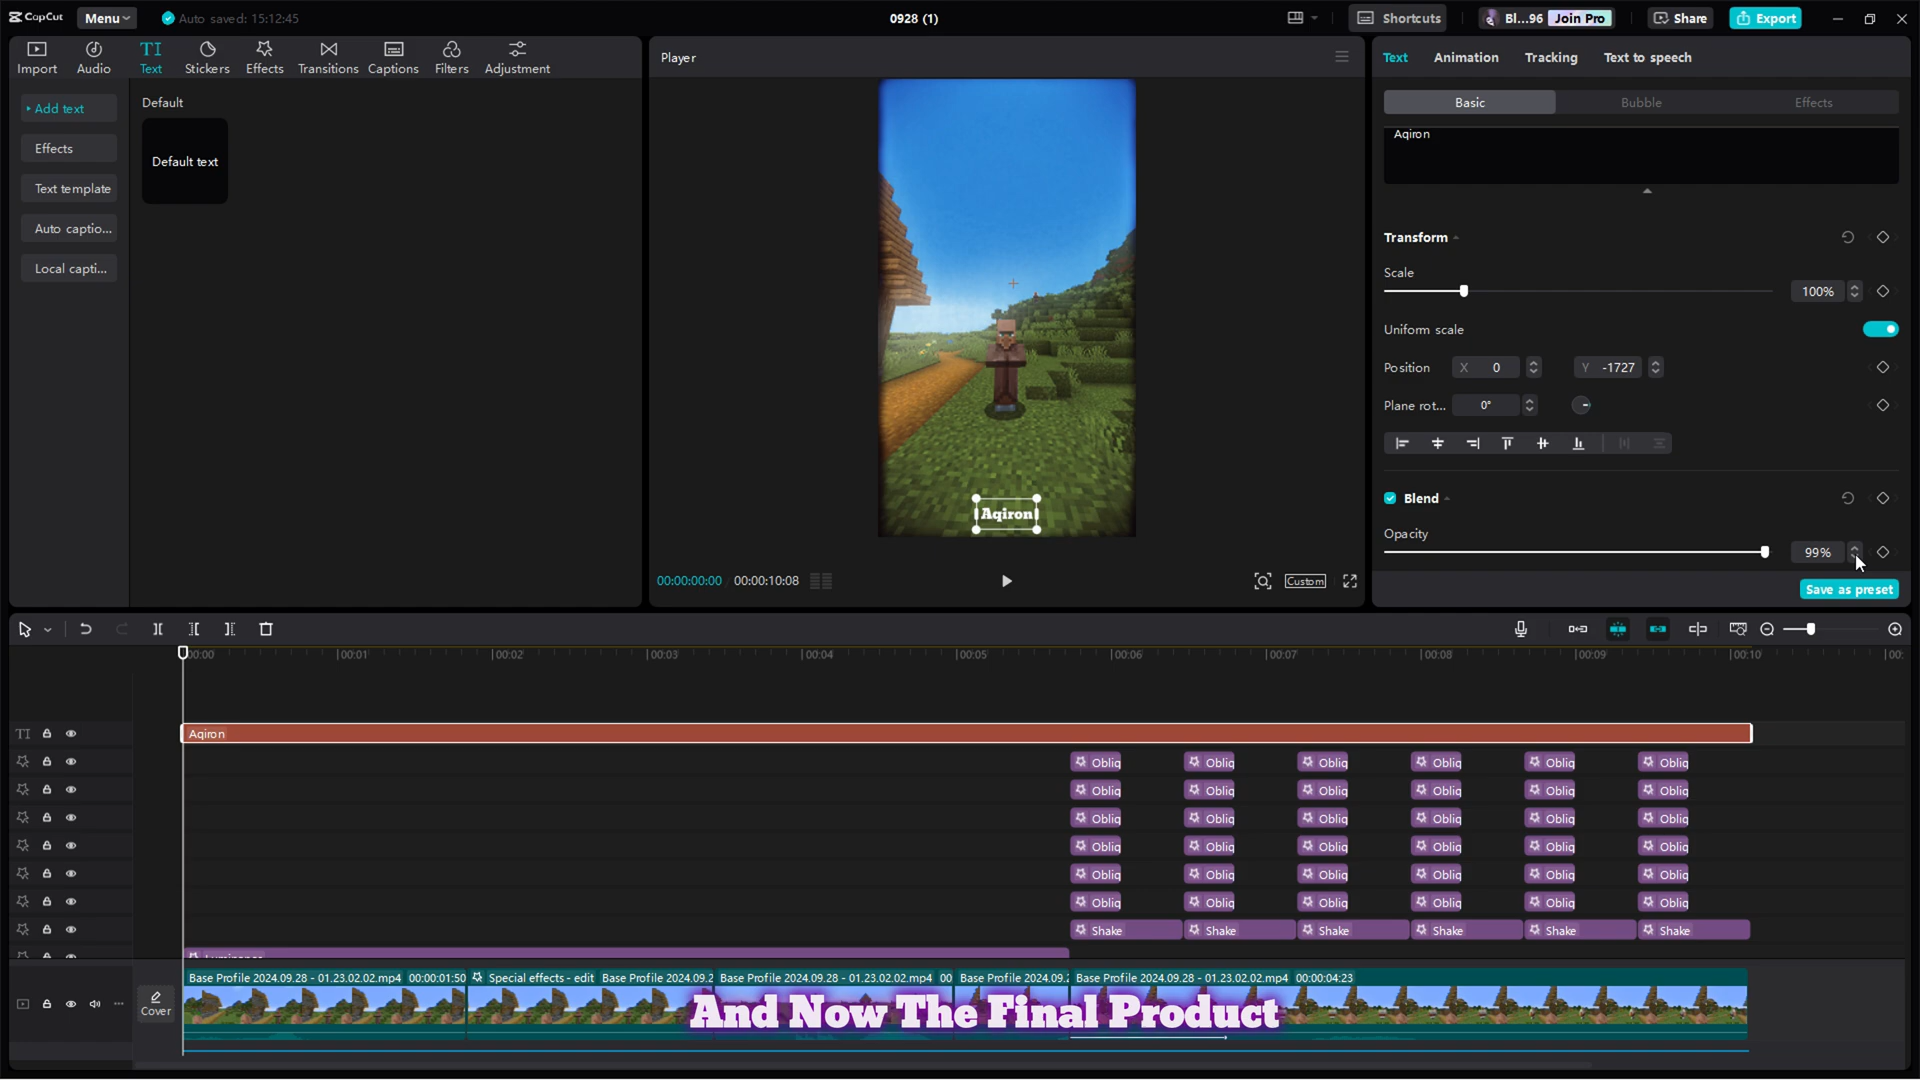 CapCut
Menu
Auto saved: 15:12:45
0928 (1)
Shortcuts
Bl...96
Join Pro
Share
Export
Import
Audio
TI
Text
Stickers
Effects
Transitions
Captions
Filters
Adjustment
Add text
Effects
Text template
Auto captio...
Local capti...
Default
Default text
Player
Aqiron
00:00:00:00
00:00:10:08
Custom
Text
Animation
Tracking
Text to speech
Basic
Bubble
Effects
Aqiron
Transform
Scale
100%
Uniform scale
Position
X 0
Y -1727
Plane rot...
0°
Blend
Opacity
99%
Save as preset
00:00
00:01
00:02
00:03
00:04
00:05
00:06
00:07
00:08
00:09
00:10
00:
TI
Aqiron
Obliq Obliq Obliq Obliq Obliq Obliq
Obliq Obliq Obliq Obliq Obliq Obliq
Obliq Obliq Obliq Obliq Obliq Obliq
Obliq Obliq Obliq Obliq Obliq Obliq
Obliq Obliq Obliq Obliq Obliq Obliq
Obliq Obliq Obliq Obliq Obliq Obliq
Shake Shake Shake Shake Shake Shake
Cover
Base Profile 2024.09.28 - 01.23.02.02.mp4 00:00:01:50
Special effects - edit Base Profile 2024.09.2
Base Profile 2024.09.28 - 01.23.02.02.mp4 00
Base Profile 2024.09.2
Base Profile 2024.09.28 - 01.23.02.02.mp4 00:00:04:23
And Now The Final Product